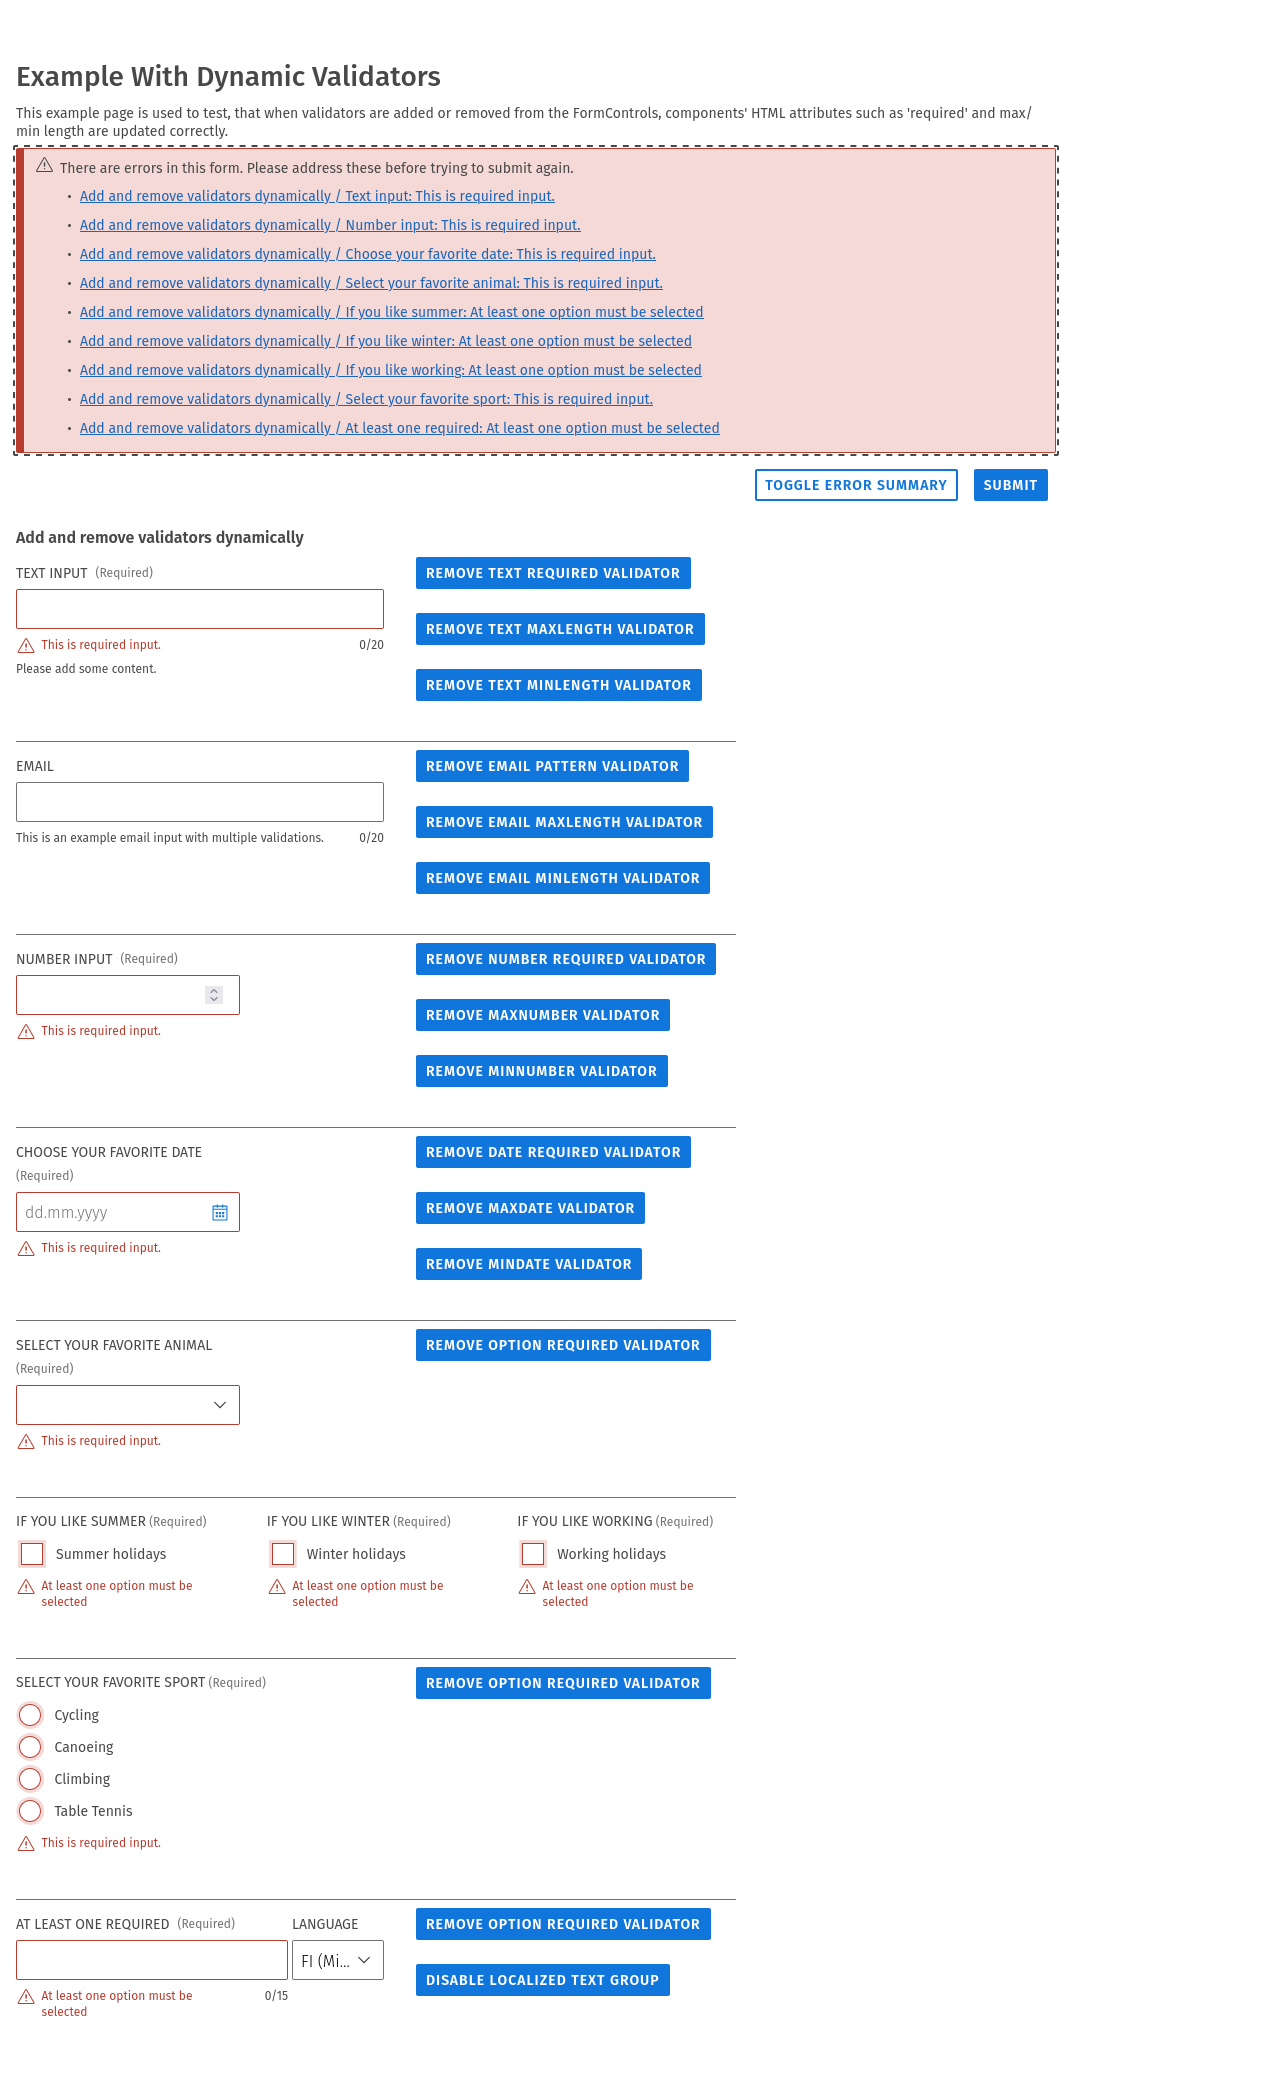 Example With Dynamic Validators
This example page is used to test, that when validators are added or removed from the FormControls, components' HTML attributes such as 'required' and max/
min length are updated correctly.
There are errors in this form. Please address these before trying to submit again.
• Add and remove validators dynamically / Text input: This is required input.
• Add and remove validators dynamically / Number input: This is required input.
• Add and remove validators dynamically / Choose your favorite date: This is required input.
• Add and remove validators dynamically / Select your favorite animal: This is required input.
• Add and remove validators dynamically / If you like summer: At least one option must be selected
• Add and remove validators dynamically / If you like winter: At least one option must be selected
• Add and remove validators dynamically / If you like working: At least one option must be selected
• Add and remove validators dynamically / Select your favorite sport: This is required input.
• Add and remove validators dynamically / At least one required: At least one option must be selected
TOGGLE ERROR SUMMARY SUBMIT
Add and remove validators dynamically
TEXT INPUT (Required)
This is required input. 0/20
Please add some content.
REMOVE TEXT REQUIRED VALIDATOR
REMOVE TEXT MAXLENGTH VALIDATOR
REMOVE TEXT MINLENGTH VALIDATOR
EMAIL
This is an example email input with multiple validations. 0/20
REMOVE EMAIL PATTERN VALIDATOR
REMOVE EMAIL MAXLENGTH VALIDATOR
REMOVE EMAIL MINLENGTH VALIDATOR
NUMBER INPUT (Required)
This is required input.
REMOVE NUMBER REQUIRED VALIDATOR
REMOVE MAXNUMBER VALIDATOR
REMOVE MINNUMBER VALIDATOR
CHOOSE YOUR FAVORITE DATE
(Required)
dd.mm.yyyy
This is required input.
REMOVE DATE REQUIRED VALIDATOR
REMOVE MAXDATE VALIDATOR
REMOVE MINDATE VALIDATOR
SELECT YOUR FAVORITE ANIMAL
(Required)
This is required input.
REMOVE OPTION REQUIRED VALIDATOR
IF YOU LIKE SUMMER (Required)
Summer holidays
At least one option must be
selected
IF YOU LIKE WINTER (Required)
Winter holidays
At least one option must be
selected
IF YOU LIKE WORKING (Required)
Working holidays
At least one option must be
selected
SELECT YOUR FAVORITE SPORT (Required)
Cycling
Canoeing
Climbing
Table Tennis
This is required input.
REMOVE OPTION REQUIRED VALIDATOR
AT LEAST ONE REQUIRED (Required) LANGUAGE
FI (Mi...
At least one option must be
selected
0/15
REMOVE OPTION REQUIRED VALIDATOR
DISABLE LOCALIZED TEXT GROUP